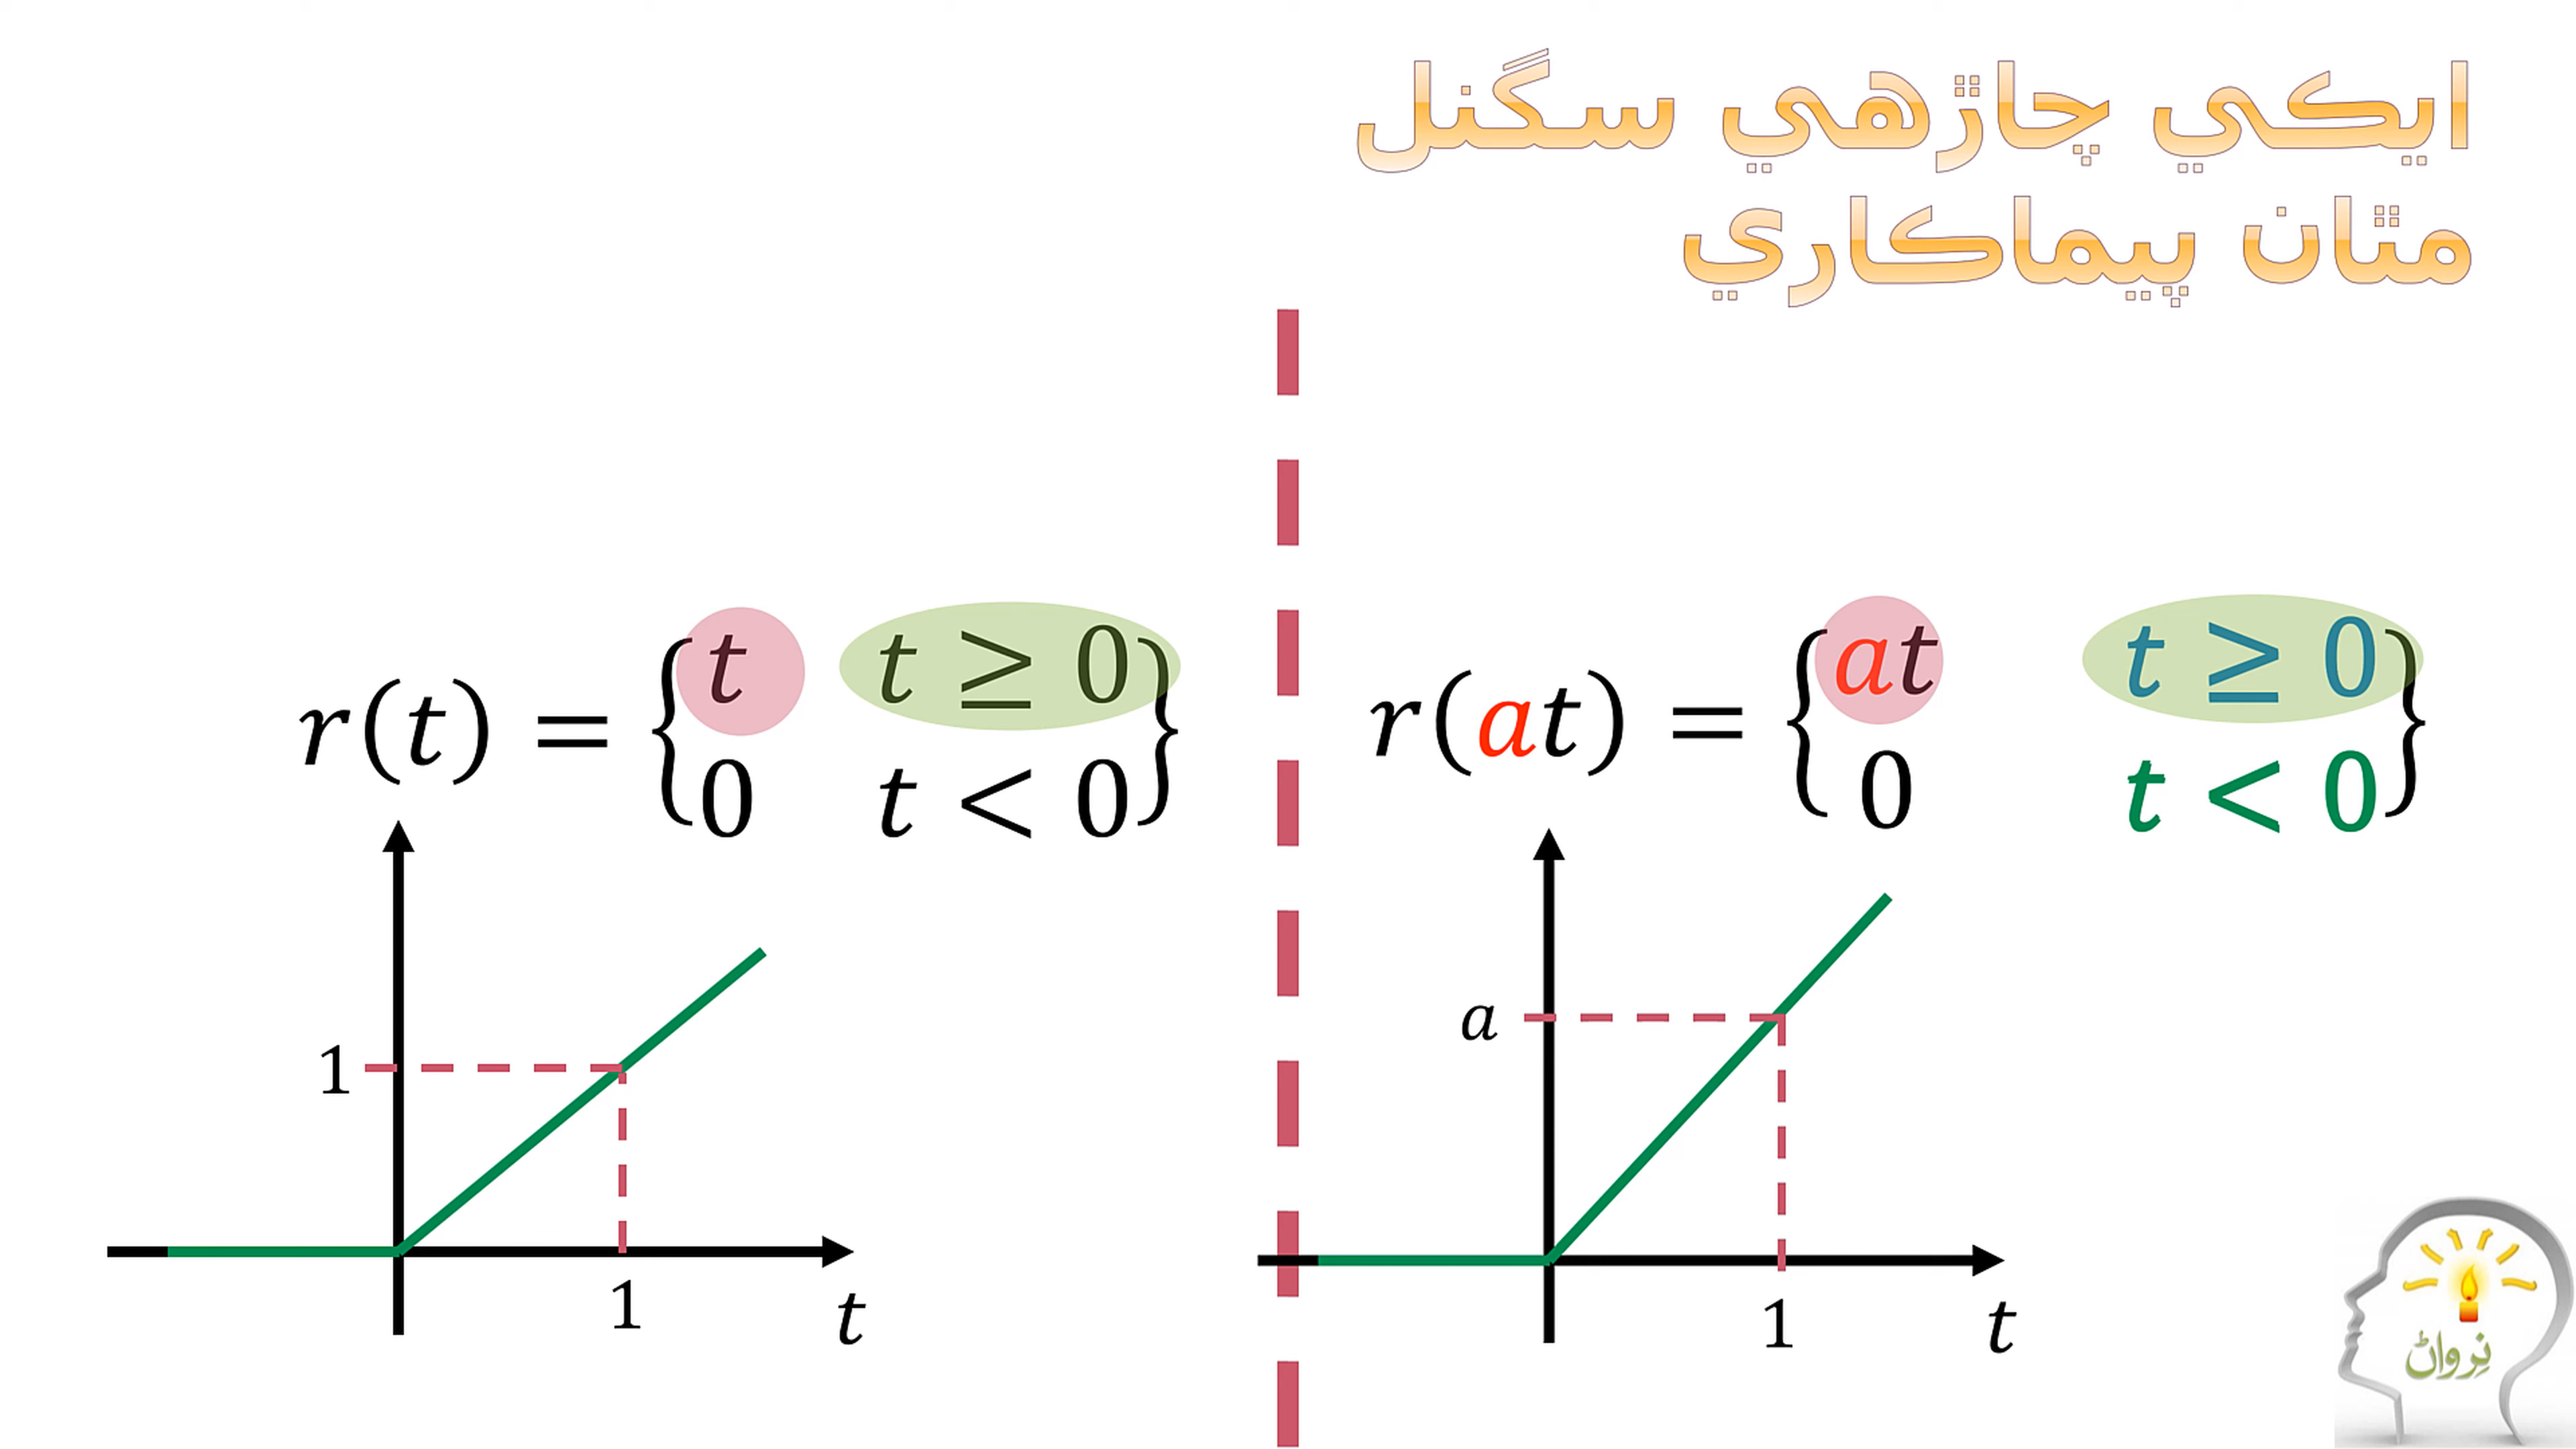 ايڪي چاڙهي سگنل
مٿان پيماڪاري
r(t) = { t t ≥ 0
0 t < 0 }
1
1
t
r(at) = { at t ≥ 0
0 t < 0 }
a
1
t
نِرواڻ